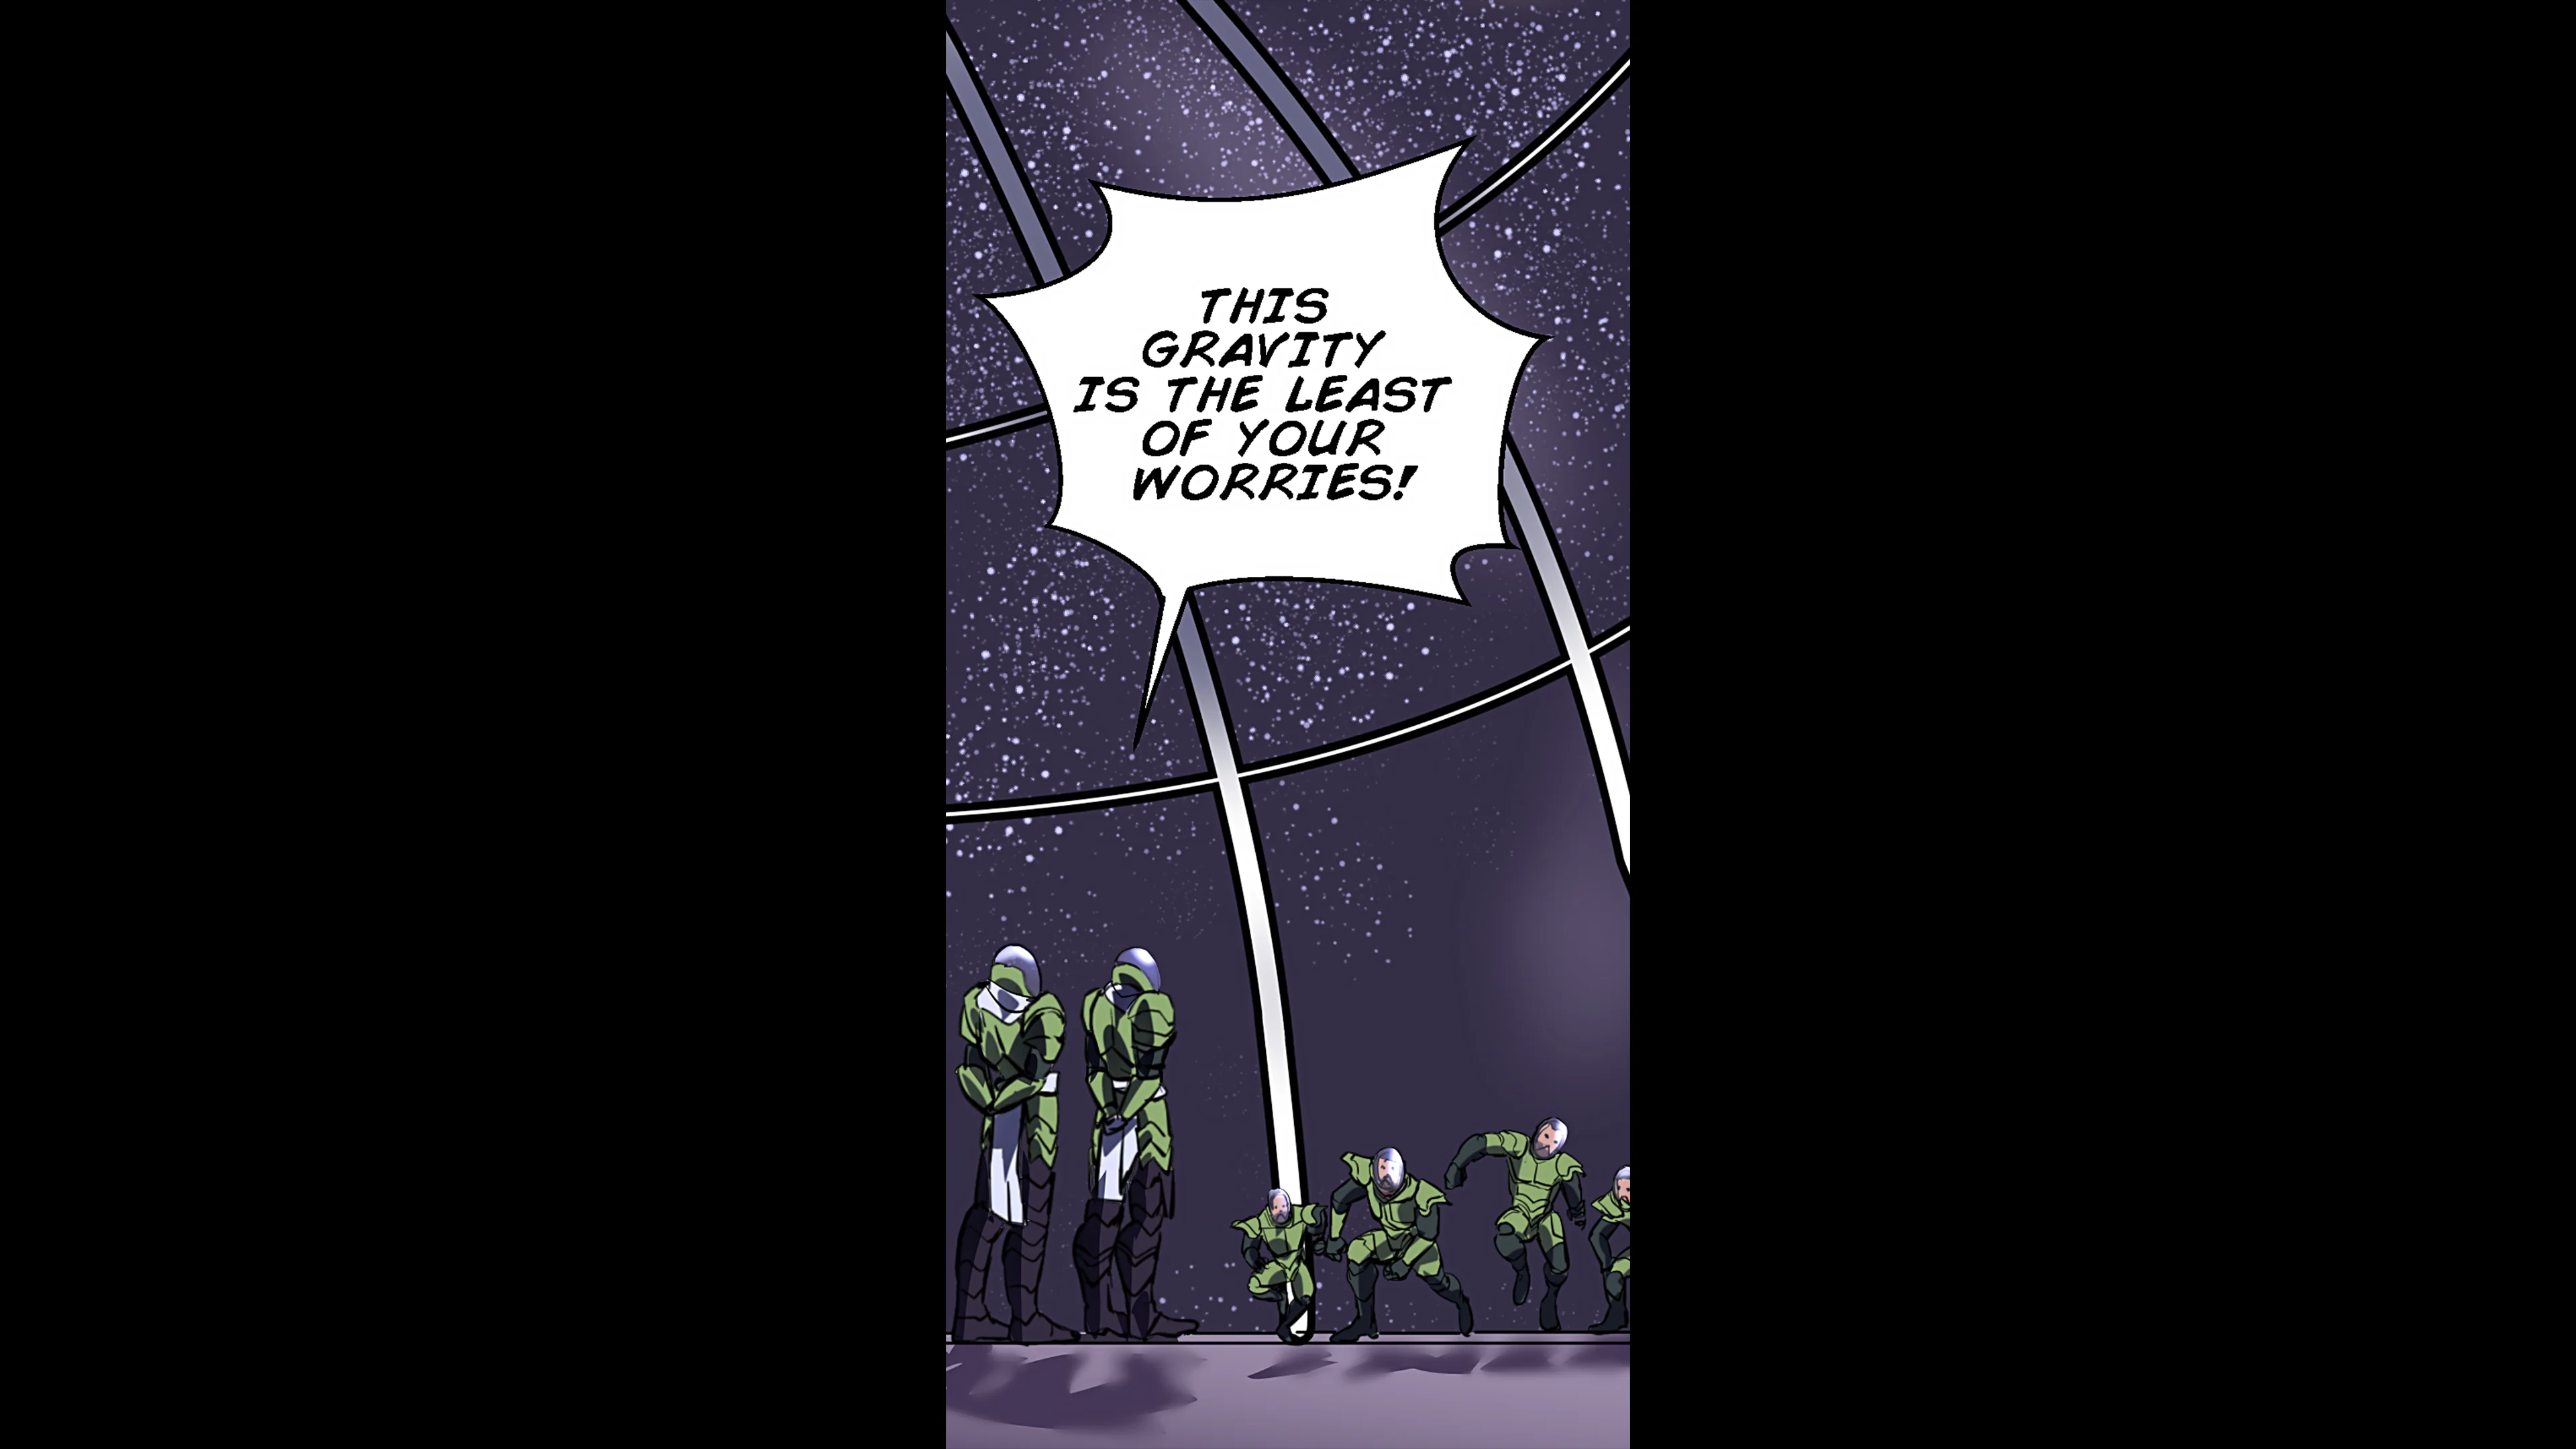 THIS
GRAVITY
IS THE LEAST
OF YOUR
WORRIES!